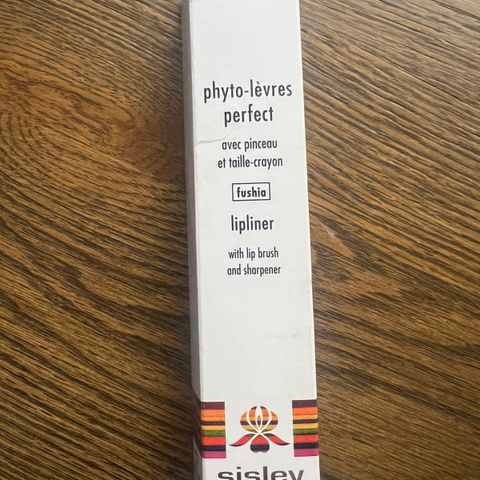 phyto-lèvres
perfect
avec pinceau
et taille-crayon
fushia
lipliner
with lip brush
and sharpener
sisley